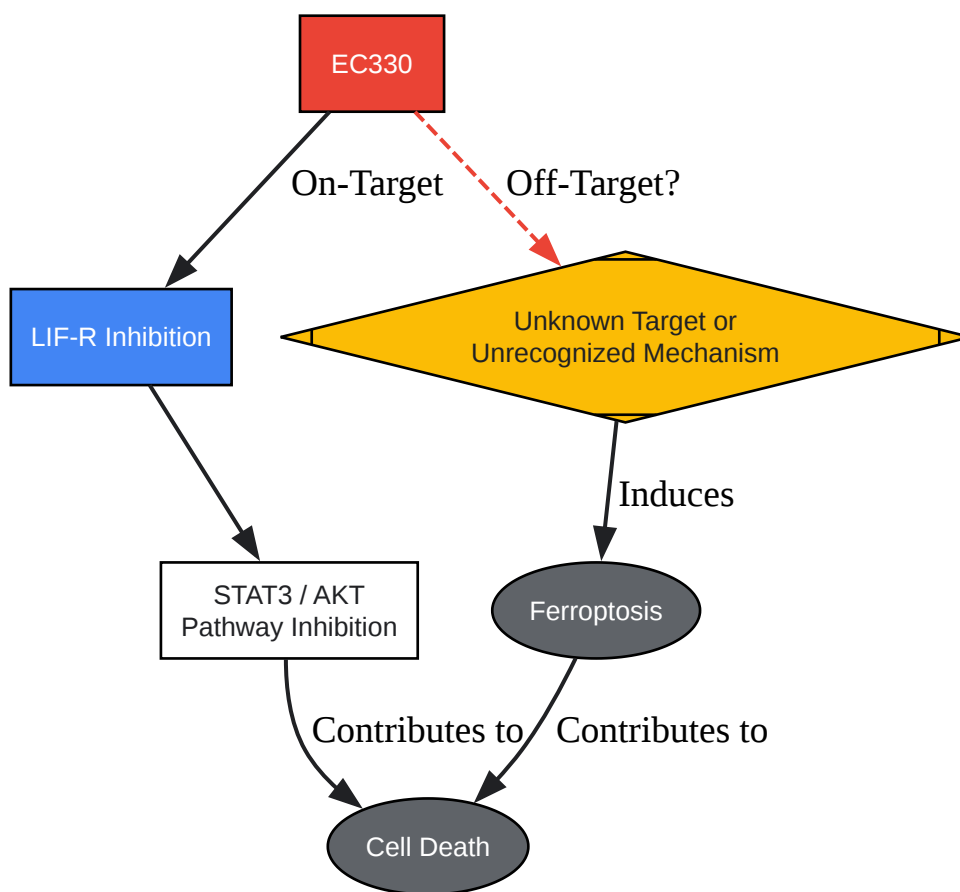 EC330
On-Target
Off-Target?
LIF-R Inhibition
Unknown Target or
Unrecognized Mechanism
Induces
STAT3 / AKT
Pathway Inhibition
Ferroptosis
Contributes to
Contributes to
Cell Death